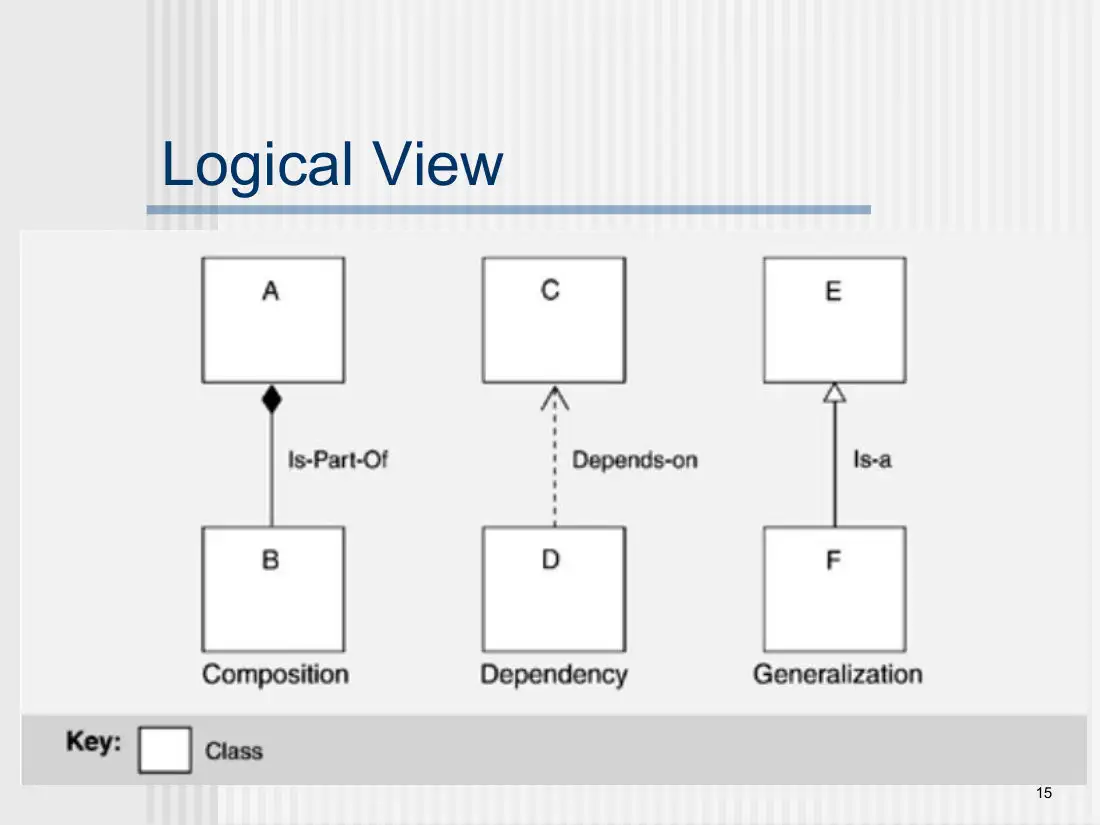 Logical View
A
C
E
Is-Part-Of
Depends-on
Is-a
B
D
F
Composition
Dependency
Generalization
Key:
Class
15